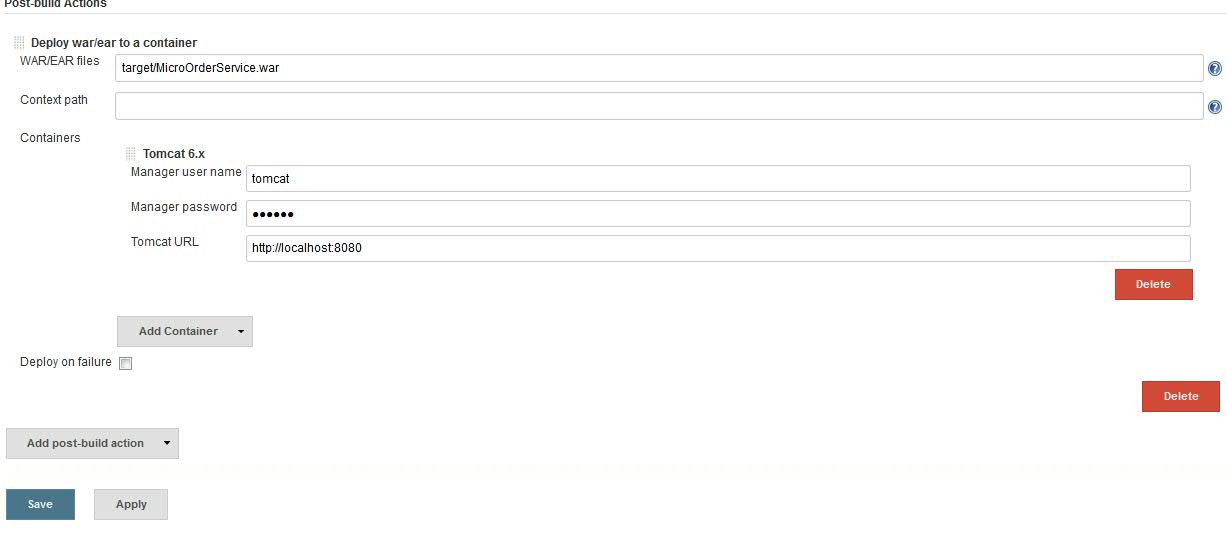 Post-build Actions
Deploy war/ear to a container
WAR/EAR files
target/MicroOrderService.war
?
Context path
?
Containers
Tomcat 6.x
Manager user name
tomcat
Manager password
••••••
Tomcat URL
http://localhost:8080
Delete
Add Container
Deploy on failure
Delete
Add post-build action
Save
Apply